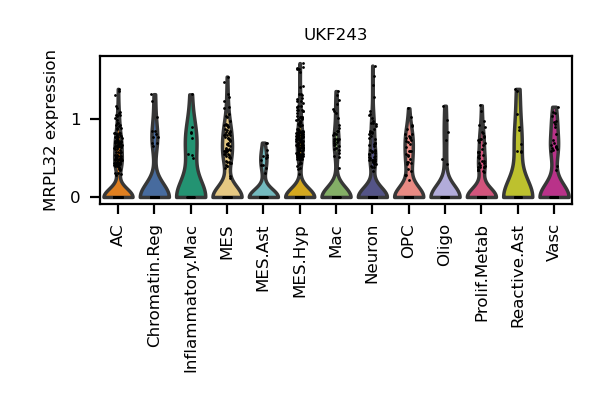 UKF243
MRPL32 expression
1
0
AC
Chromatin.Reg
Inflammatory.Mac
MES
MES.Ast
MES.Hyp
Mac
Neuron
OPC
Oligo
Prolif.Metab
Reactive.Ast
Vasc